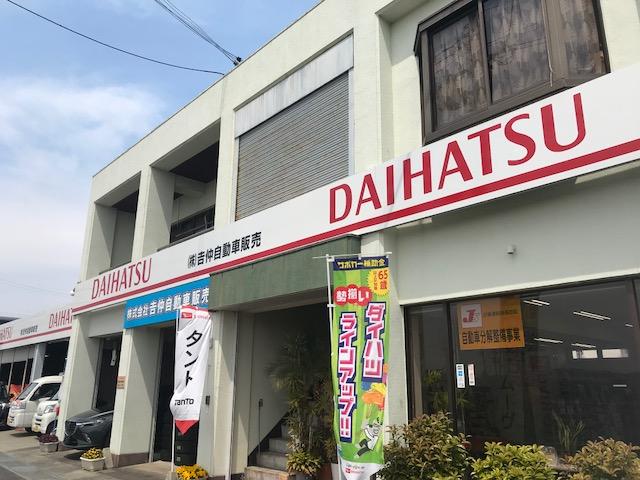 DAIHATSU
㈱吉仲自動車販売
DAIHATSU
株式会社吉仲自動車販売
タント
TANTO
サポカー補助金
65歳
勢揃い
ダイハツ
ラインアップ!!
自動車分解整備事業